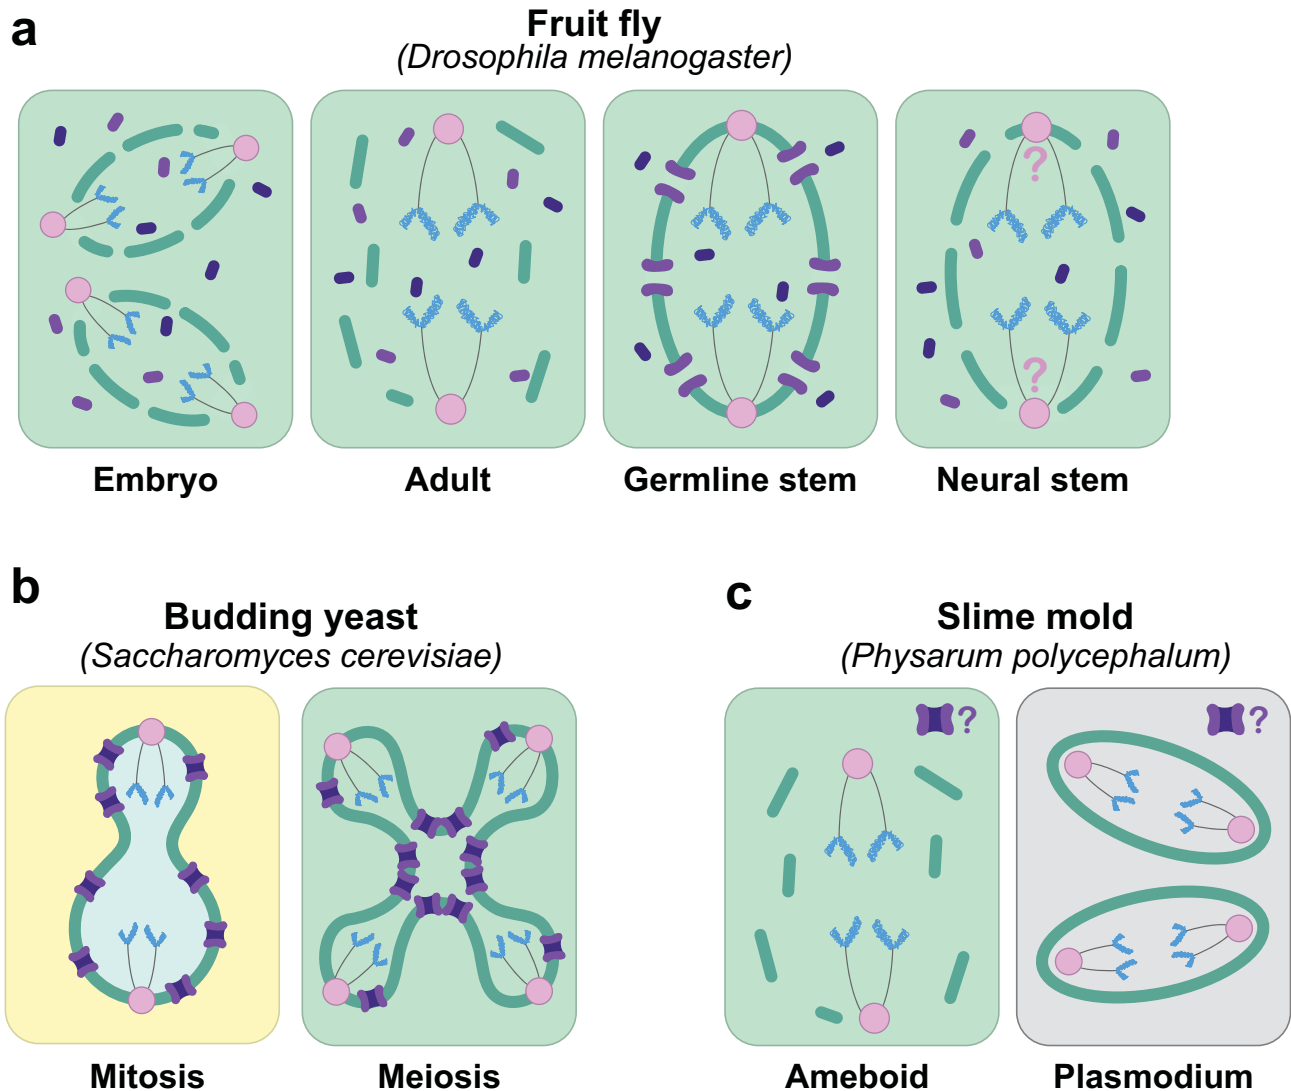 a
Fruit fly
(Drosophila melanogaster)
?
?
Embryo
Adult
Germline stem
Neural stem
b
Budding yeast
(Saccharomyces cerevisiae)
c
Slime mold
(Physarum polycephalum)
?
?
Mitosis
Meiosis
Ameboid
Plasmodium